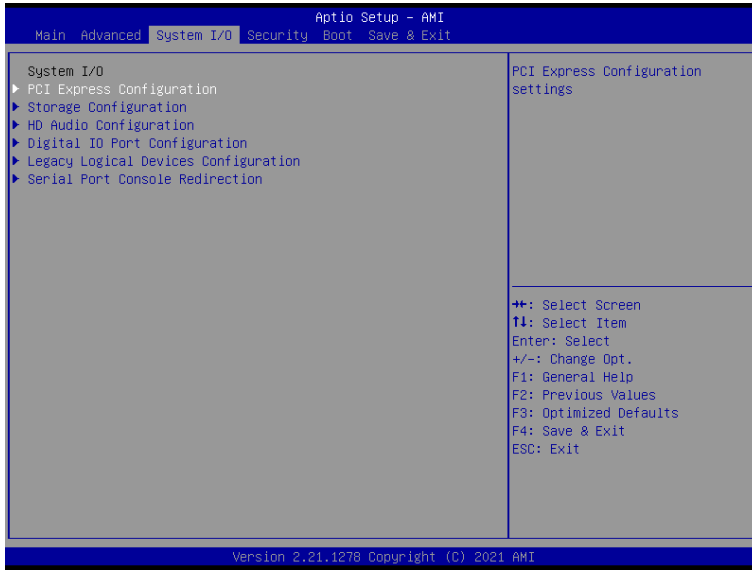 Aptio Setup – AMI
Main Advanced System I/O Security Boot Save & Exit
System I/O
▶ PCI Express Configuration
▶ Storage Configuration
▶ HD Audio Configuration
▶ Digital IO Port Configuration
▶ Legacy Logical Devices Configuration
▶ Serial Port Console Redirection
PCI Express Configuration
settings
→←: Select Screen
↑↓: Select Item
Enter: Select
+/-: Change Opt.
F1: General Help
F2: Previous Values
F3: Optimized Defaults
F4: Save & Exit
ESC: Exit
Version 2.21.1278 Copyright (C) 2021 AMI